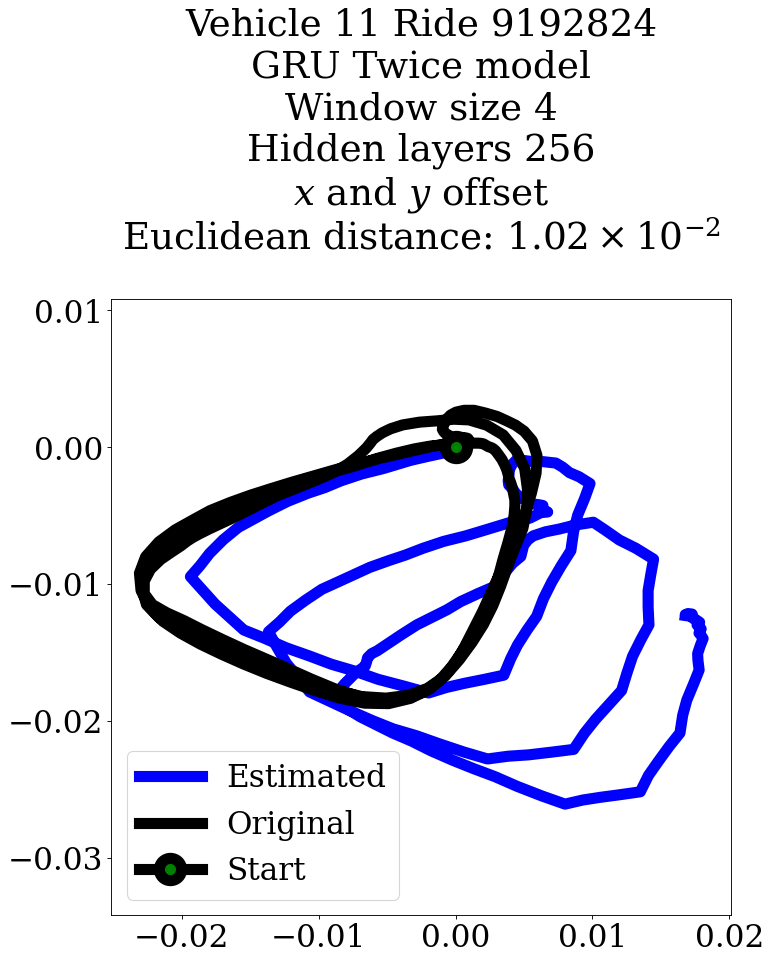 Vehicle 11 Ride 9192824
GRU Twice model
Window size 4
Hidden layers 256
x and y offset
Euclidean distance: 1.02 × 10⁻²
0.01
0.00
−0.01
−0.02
−0.03
Estimated
Original
Start
−0.02 −0.01 0.00 0.01 0.02